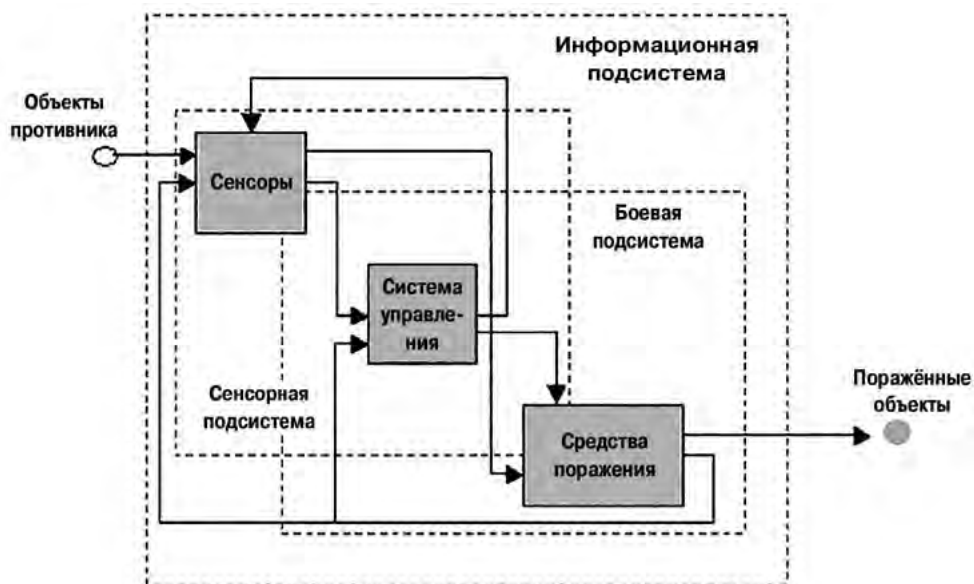 Информационная
подсистема
Объекты
противника
Сенсоры
Боевая
подсистема
Система
управле-
ния
Сенсорная
подсистема
Поражённые
объекты
Средства
поражения